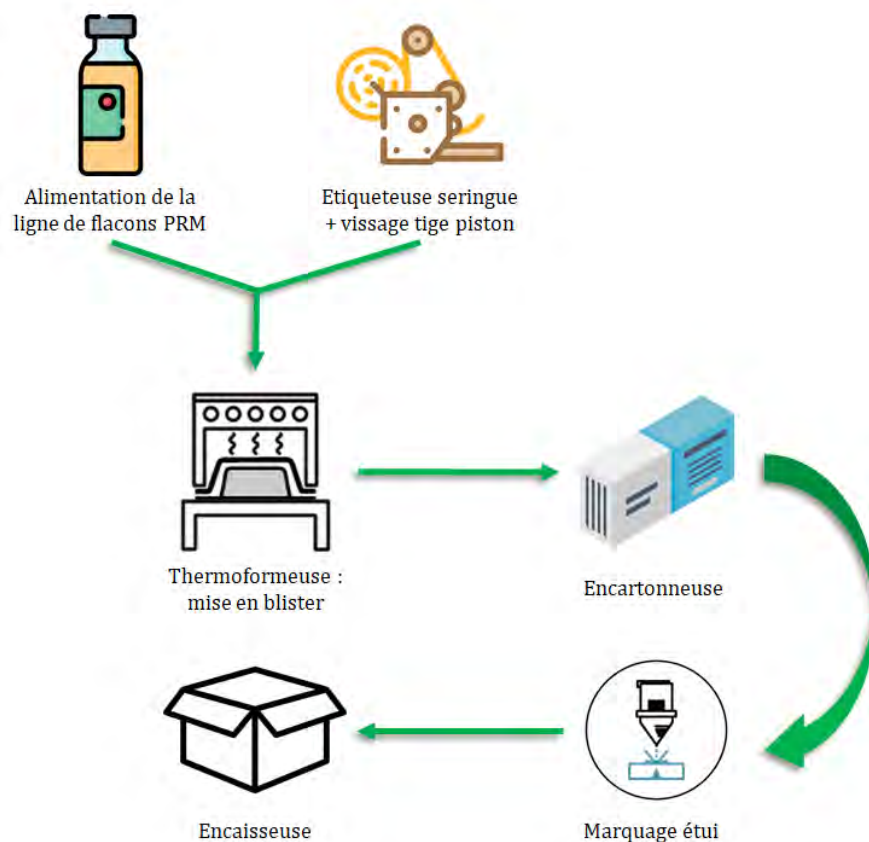 Alimentation de la
ligne de flacons PRM
Etiqueteuse seringue
+ vissage tige piston
Thermoformeuse :
mise en blister
Encartonneuse
Encaisseuse
Marquage étui